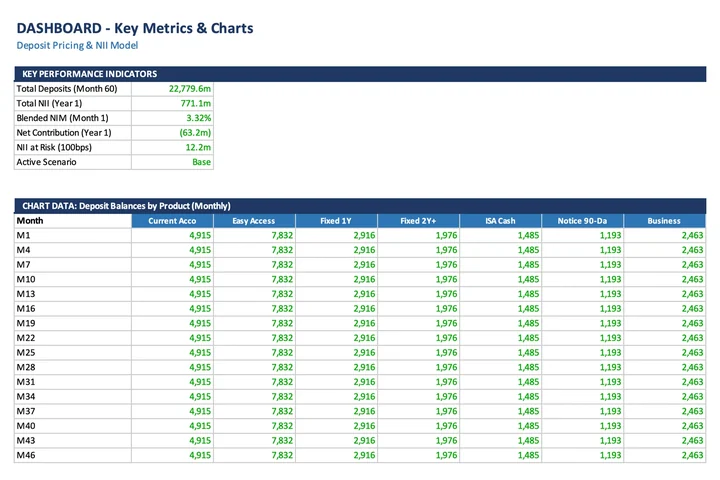 DASHBOARD - Key Metrics & Charts
Deposit Pricing & NII Model
KEY PERFORMANCE INDICATORS
Total Deposits (Month 60) 22,779.6m
Total NII (Year 1) 771.1m
Blended NIM (Month 1) 3.32%
Net Contribution (Year 1) (63.2m)
NII at Risk (100bps) 12.2m
Active Scenario Base
CHART DATA: Deposit Balances by Product (Monthly)
Month Current Acco Easy Access Fixed 1Y Fixed 2Y+ ISA Cash Notice 90-Da Business
M1 4,915 7,832 2,916 1,976 1,485 1,193 2,463
M4 4,915 7,832 2,916 1,976 1,485 1,193 2,463
M7 4,915 7,832 2,916 1,976 1,485 1,193 2,463
M10 4,915 7,832 2,916 1,976 1,485 1,193 2,463
M13 4,915 7,832 2,916 1,976 1,485 1,193 2,463
M16 4,915 7,832 2,916 1,976 1,485 1,193 2,463
M19 4,915 7,832 2,916 1,976 1,485 1,193 2,463
M22 4,915 7,832 2,916 1,976 1,485 1,193 2,463
M25 4,915 7,832 2,916 1,976 1,485 1,193 2,463
M28 4,915 7,832 2,916 1,976 1,485 1,193 2,463
M31 4,915 7,832 2,916 1,976 1,485 1,193 2,463
M34 4,915 7,832 2,916 1,976 1,485 1,193 2,463
M37 4,915 7,832 2,916 1,976 1,485 1,193 2,463
M40 4,915 7,832 2,916 1,976 1,485 1,193 2,463
M43 4,915 7,832 2,916 1,976 1,485 1,193 2,463
M46 4,915 7,832 2,916 1,976 1,485 1,193 2,463